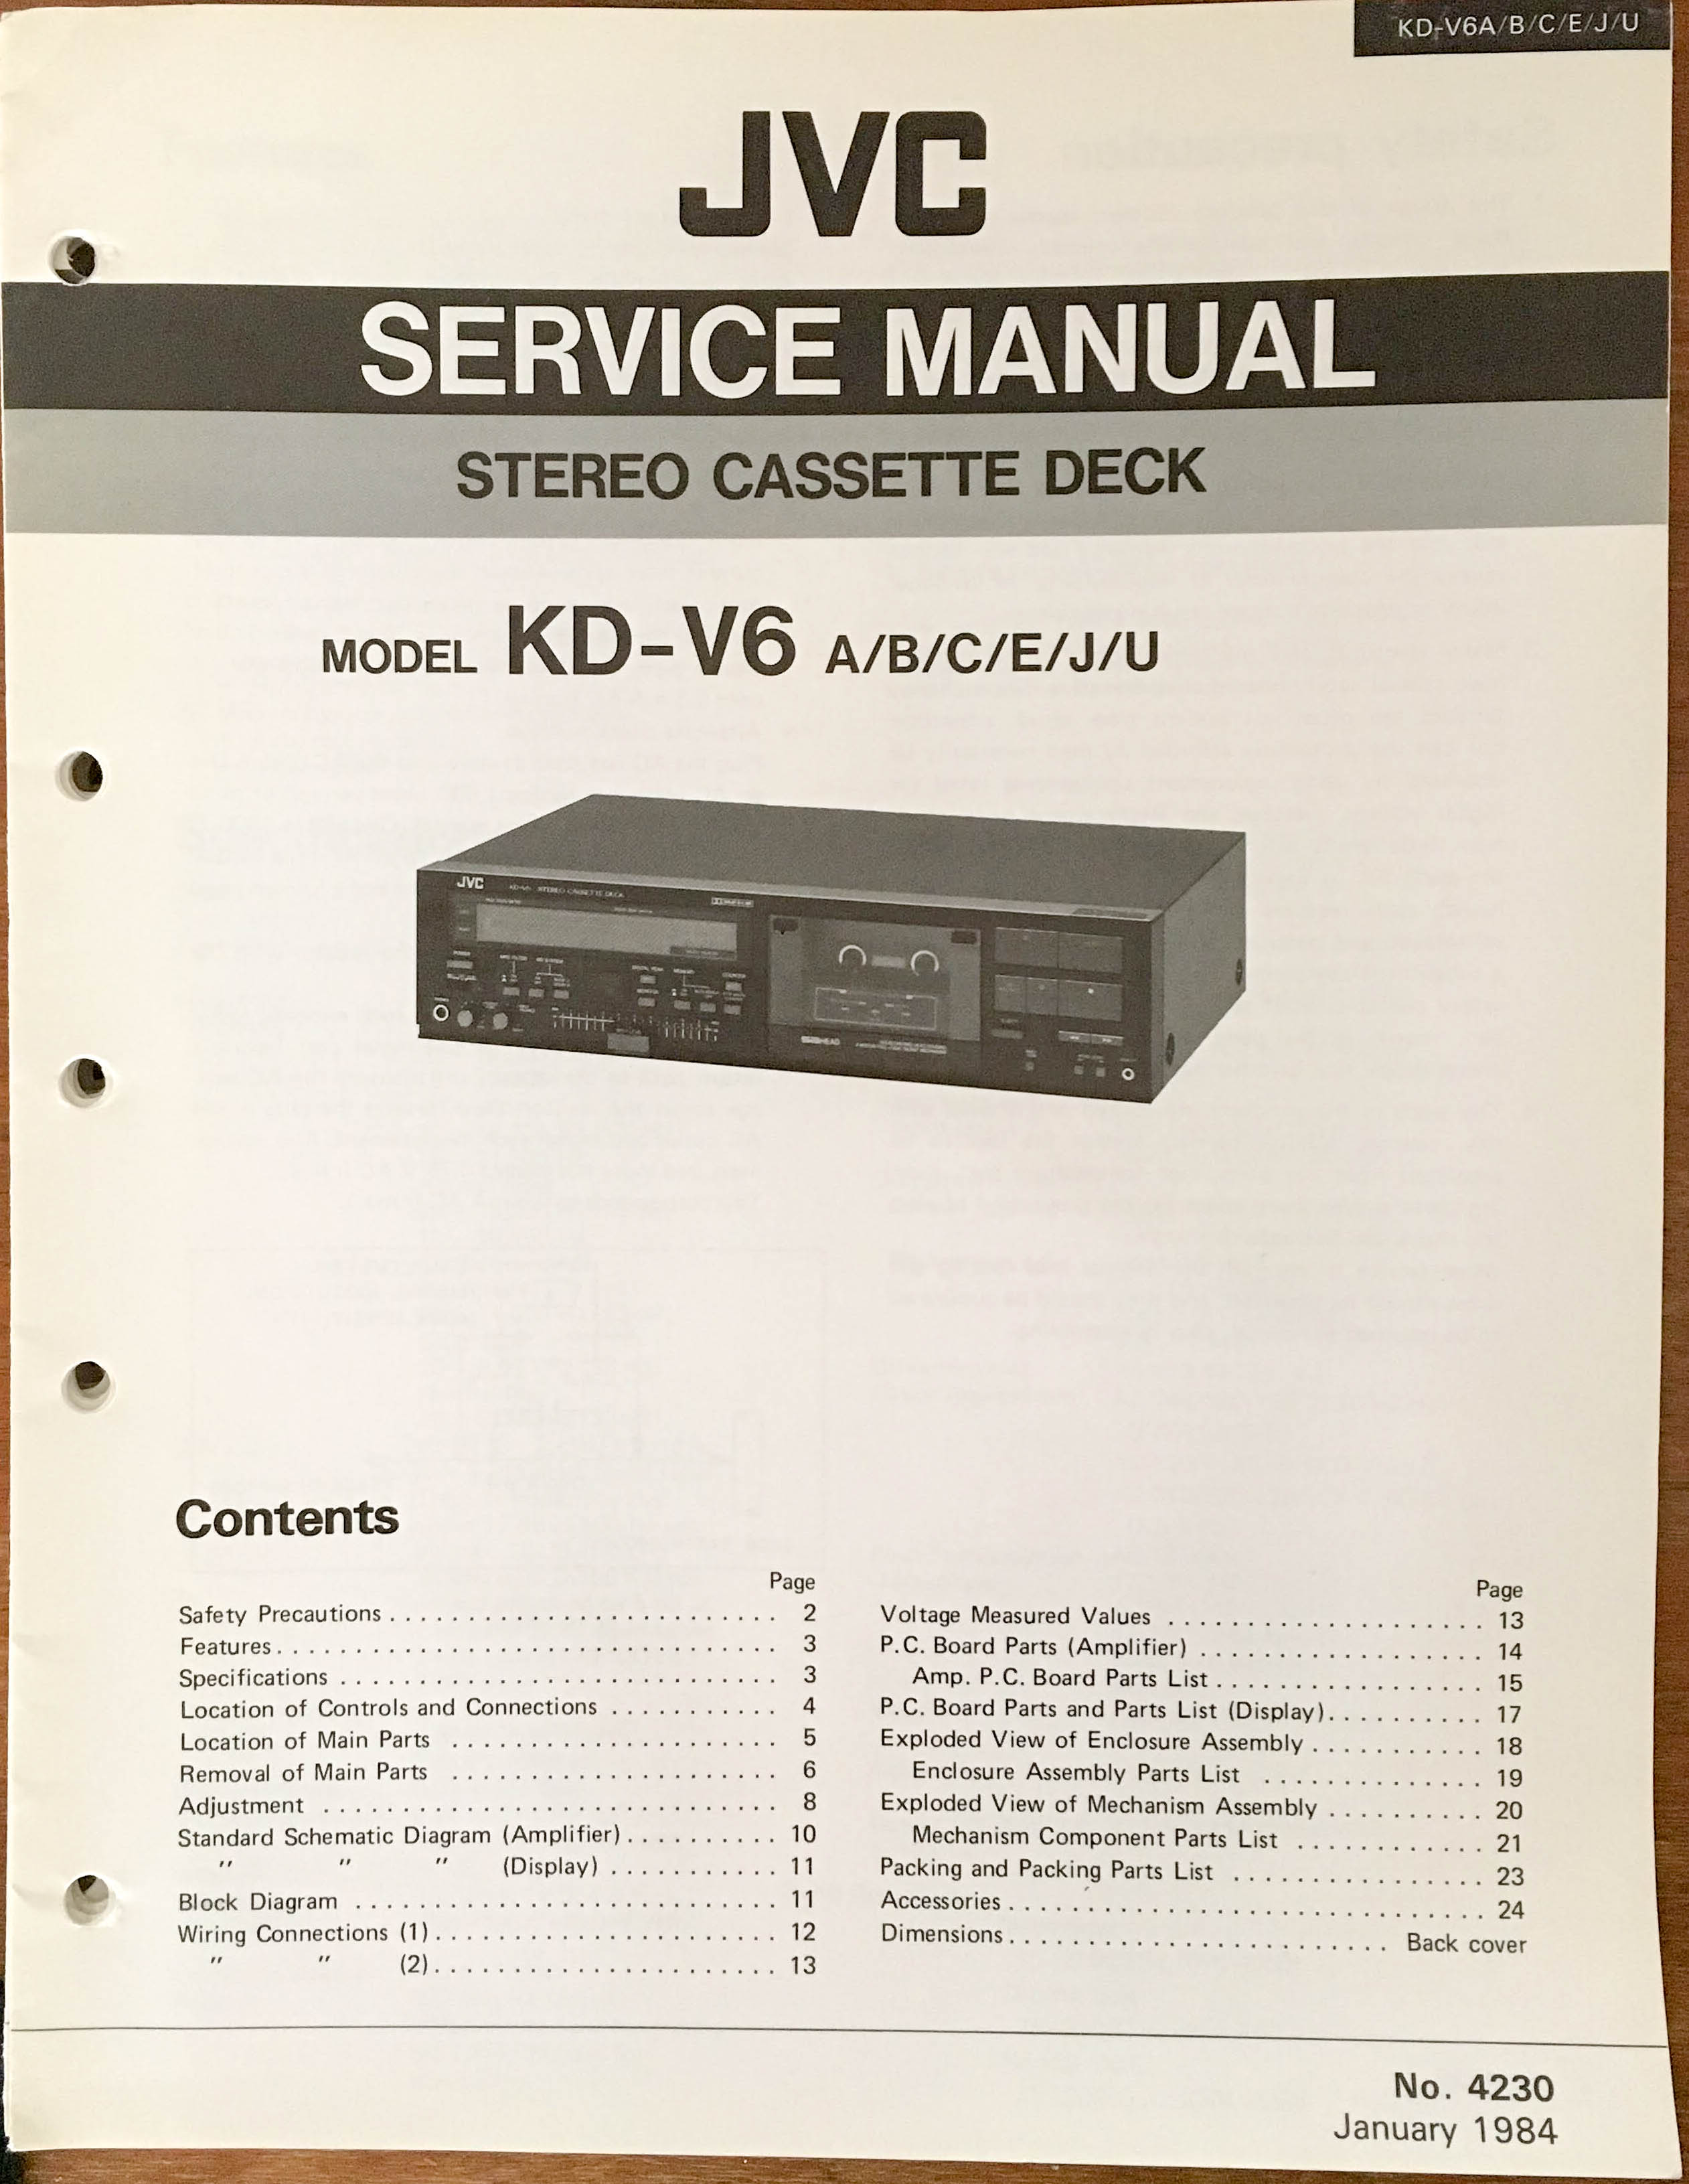 KD-V6A/B/C/E/J/U
JVC
SERVICE MANUAL
STEREO CASSETTE DECK
MODEL KD-V6 A/B/C/E/J/U
JVC KD-V6 STEREO CASSETTE DECK
Contents
Page
Safety Precautions . . . . . . . . . . . . . . . . . . . . . . . . . 2
Features . . . . . . . . . . . . . . . . . . . . . . . . . . . . . . . . 3
Specifications . . . . . . . . . . . . . . . . . . . . . . . . . . . . 3
Location of Controls and Connections . . . . . . . . . . . 4
Location of Main Parts . . . . . . . . . . . . . . . . . . . . . 5
Removal of Main Parts . . . . . . . . . . . . . . . . . . . . . 6
Adjustment . . . . . . . . . . . . . . . . . . . . . . . . . . . . . 8
Standard Schematic Diagram (Amplifier) . . . . . . . . . . 10
" " " (Display) . . . . . . . . . . . 11
Block Diagram . . . . . . . . . . . . . . . . . . . . . . . . . . . 11
Wiring Connections (1) . . . . . . . . . . . . . . . . . . . . . . 12
" " (2) . . . . . . . . . . . . . . . . . . . . . . 13
Page
Voltage Measured Values . . . . . . . . . . . . . . . . . . . . 13
P.C. Board Parts (Amplifier) . . . . . . . . . . . . . . . . . . 14
Amp. P.C. Board Parts List . . . . . . . . . . . . . . . . . 15
P.C. Board Parts and Parts List (Display) . . . . . . . . . . 17
Exploded View of Enclosure Assembly . . . . . . . . . . . 18
Enclosure Assembly Parts List . . . . . . . . . . . . . . 19
Exploded View of Mechanism Assembly . . . . . . . . . . 20
Mechanism Component Parts List . . . . . . . . . . . . 21
Packing and Packing Parts List . . . . . . . . . . . . . . . . 23
Accessories . . . . . . . . . . . . . . . . . . . . . . . . . . . . . . 24
Dimensions . . . . . . . . . . . . . . . . . . . . . . . . Back cover
No. 4230
January 1984